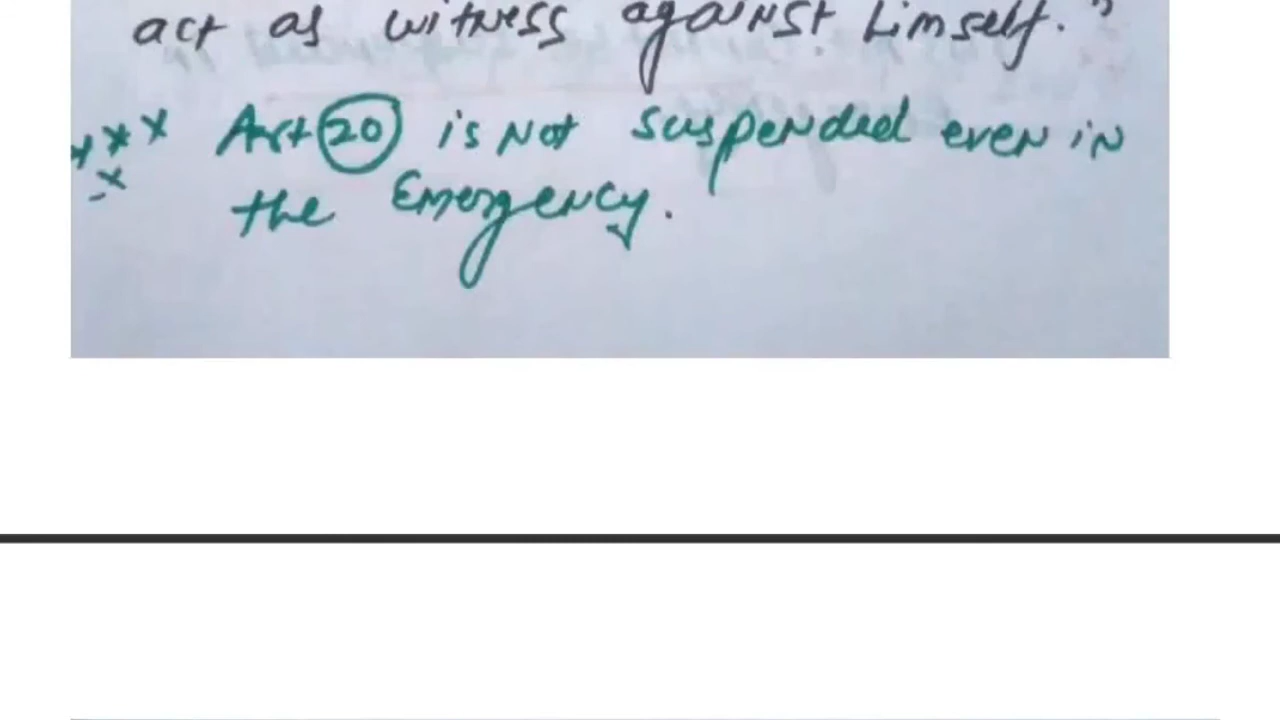 act as witness against himself."
*** Art 20 is Not suspended even in
* the Emergency.